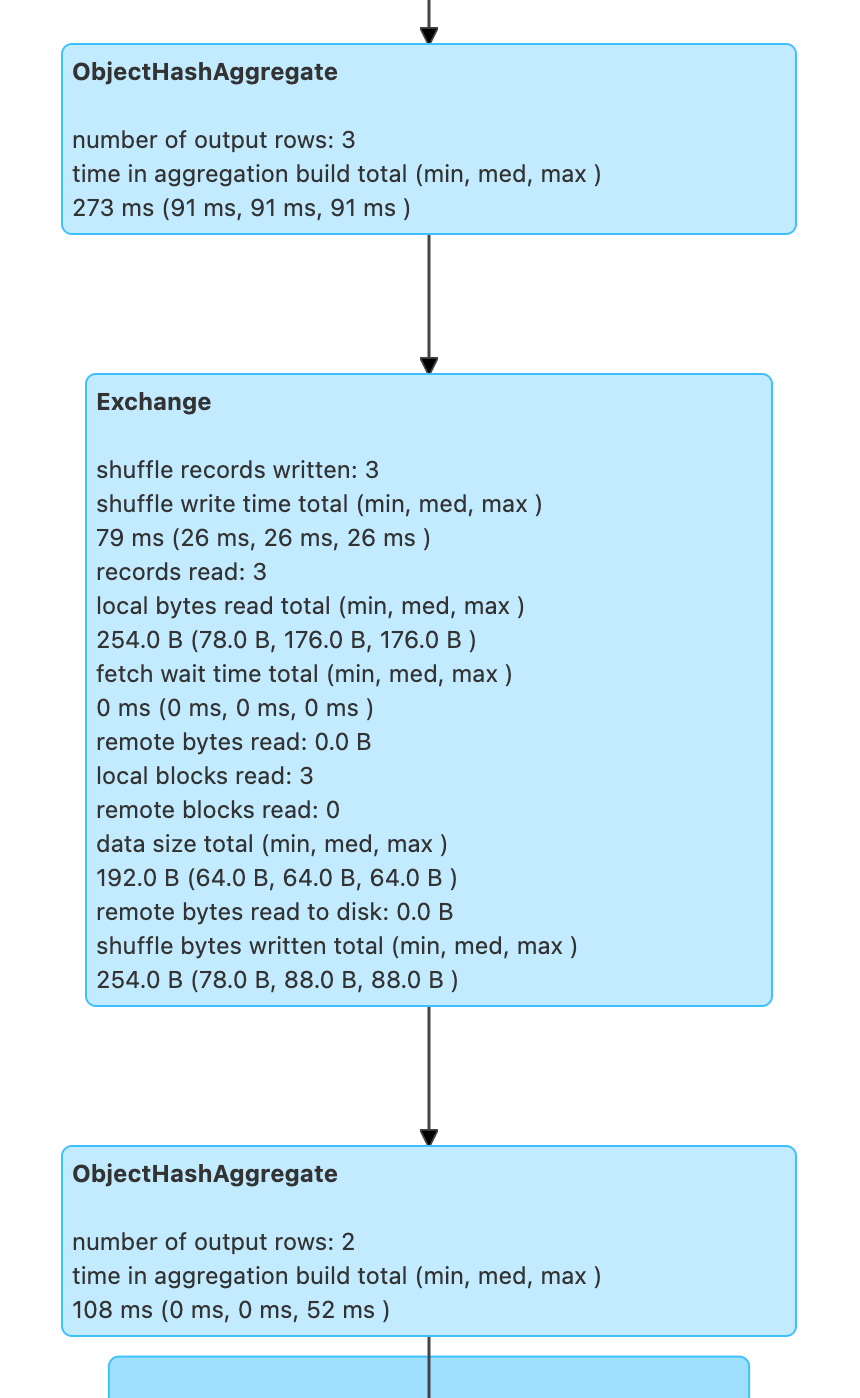 ObjectHashAggregate
number of output rows: 3
time in aggregation build total (min, med, max )
273 ms (91 ms, 91 ms, 91 ms )
Exchange
shuffle records written: 3
shuffle write time total (min, med, max )
79 ms (26 ms, 26 ms, 26 ms )
records read: 3
local bytes read total (min, med, max )
254.0 B (78.0 B, 176.0 B, 176.0 B )
fetch wait time total (min, med, max )
0 ms (0 ms, 0 ms, 0 ms )
remote bytes read: 0.0 B
local blocks read: 3
remote blocks read: 0
data size total (min, med, max )
192.0 B (64.0 B, 64.0 B, 64.0 B )
remote bytes read to disk: 0.0 B
shuffle bytes written total (min, med, max )
254.0 B (78.0 B, 88.0 B, 88.0 B )
ObjectHashAggregate
number of output rows: 2
time in aggregation build total (min, med, max )
108 ms (0 ms, 0 ms, 52 ms )